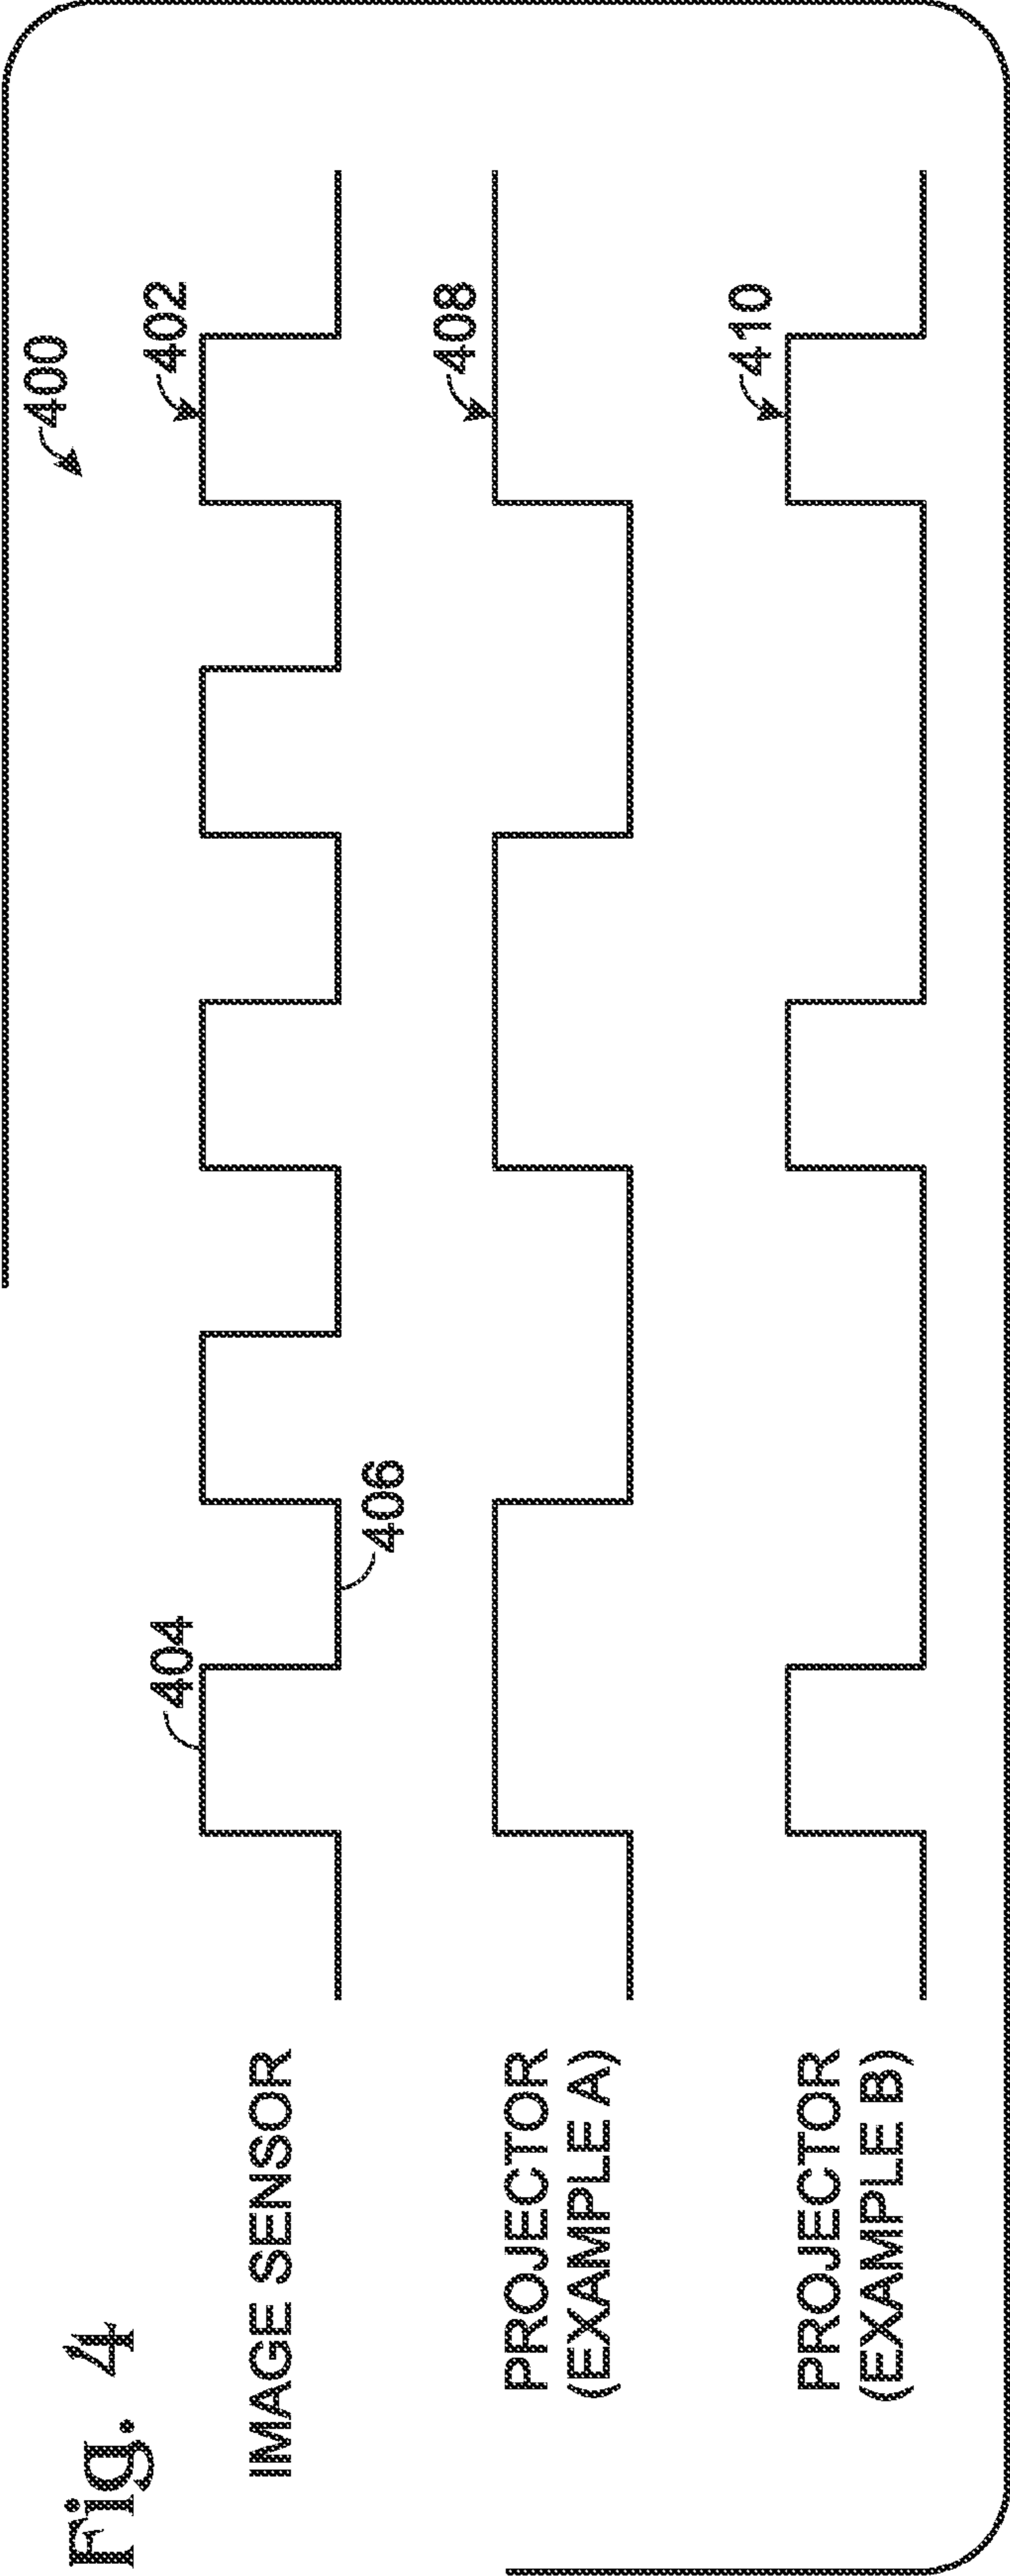 Fig. 4
400
IMAGE SENSOR
402
404
406
PROJECTOR
(EXAMPLE A)
408
PROJECTOR
(EXAMPLE B)
410